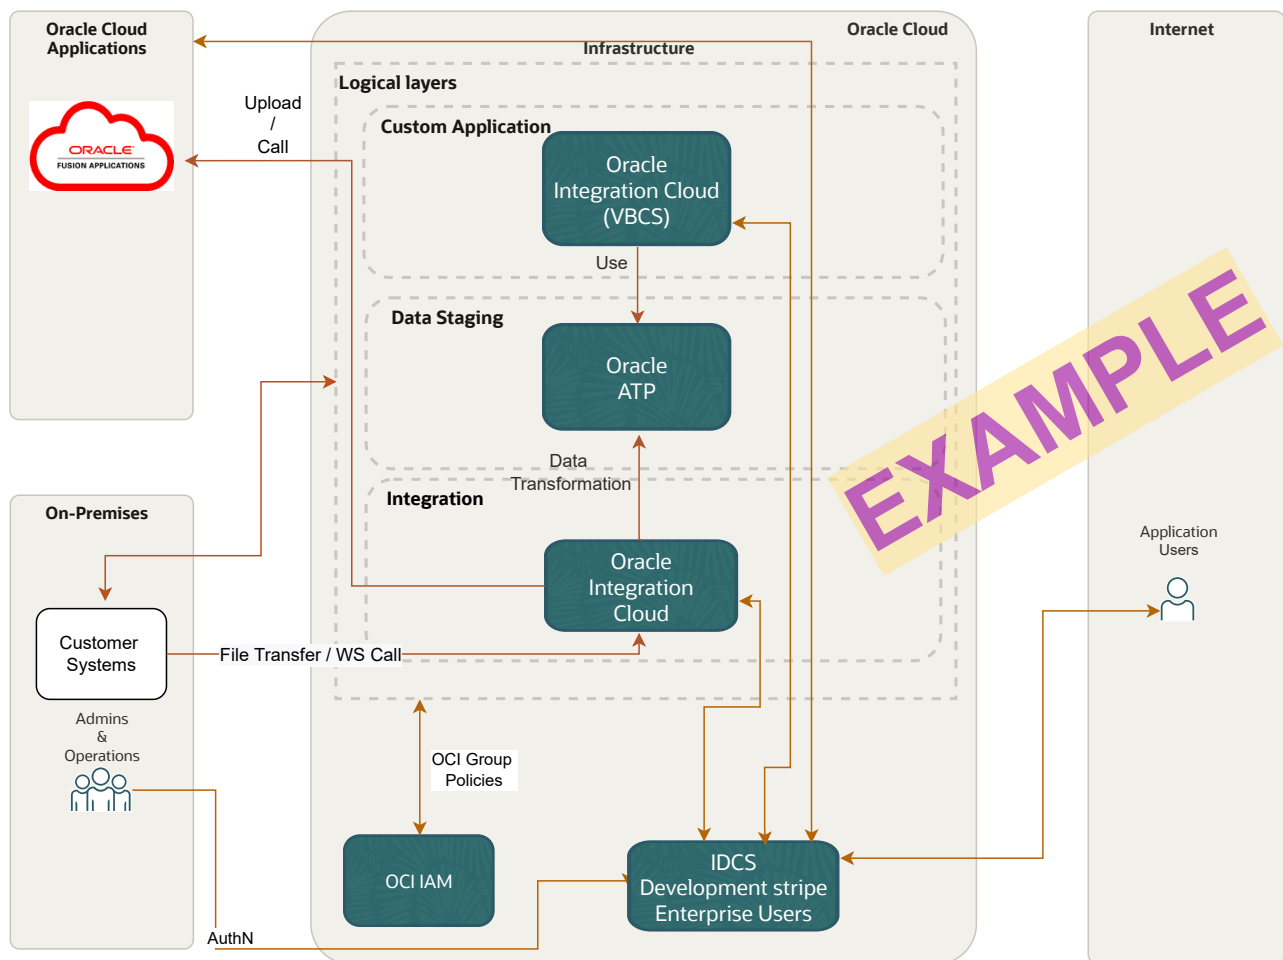 Oracle Cloud
Applications
ORACLE
FUSION APPLICATIONS
Upload
/
Call
Oracle Cloud
Infrastructure
Logical layers
Custom Application
Oracle
Integration Cloud
(VBCS)
Use
Data Staging
Oracle
ATP
Data
Transformation
Integration
Oracle
Integration
Cloud
Internet
EXAMPLE
Application
Users
On-Premises
Customer
Systems
File Transfer / WS Call
Admins
&
Operations
OCI Group
Policies
OCI IAM
IDCS
Development stripe
Enterprise Users
AuthN